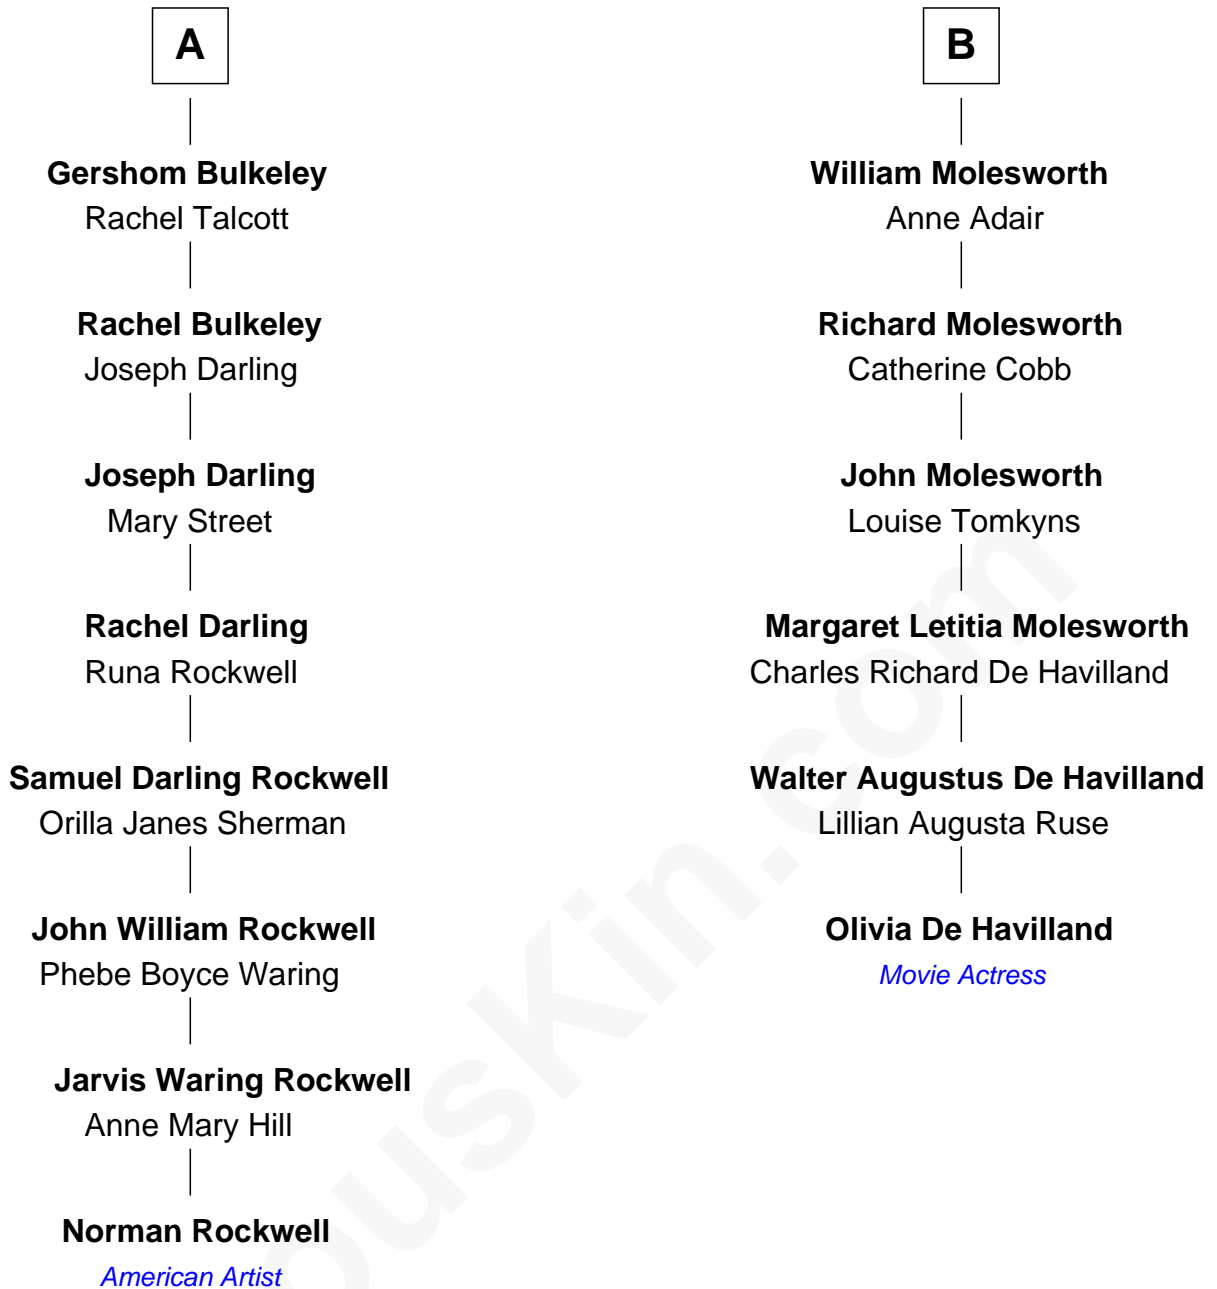 A
Gershom Bulkeley
Rachel Talcott
Rachel Bulkeley
Joseph Darling
Joseph Darling
Mary Street
Rachel Darling
Runa Rockwell
Samuel Darling Rockwell
Orilla Janes Sherman
John William Rockwell
Phebe Boyce Waring
Jarvis Waring Rockwell
Anne Mary Hill
Norman Rockwell
American Artist
B
William Molesworth
Anne Adair
Richard Molesworth
Catherine Cobb
John Molesworth
Louise Tomkyns
Margaret Letitia Molesworth
Charles Richard De Havilland
Walter Augustus De Havilland
Lillian Augusta Ruse
Olivia De Havilland
Movie Actress
ousKin.com